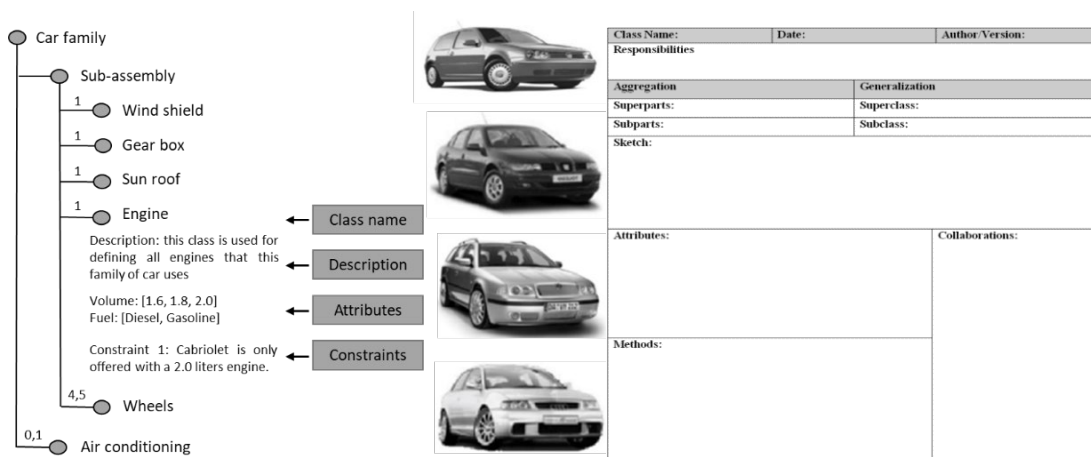 Car family
Sub-assembly
1
Wind shield
1
Gear box
1
Sun roof
1
Engine
Class name
Description: this class is used for
defining all engines that this
family of car uses
Description
Volume: [1.6, 1.8, 2.0]
Fuel: [Diesel, Gasoline]
Attributes
Constraint 1: Cabriolet is only
offered with a 2.0 liters engine.
Constraints
4,5
Wheels
0,1
Air conditioning
Class Name: Date: Author/Version:
Responsibilities
Aggregation Generalization
Superparts: Superclass:
Subparts: Subclass:
Sketch:
Attributes: Collaborations:
Methods: